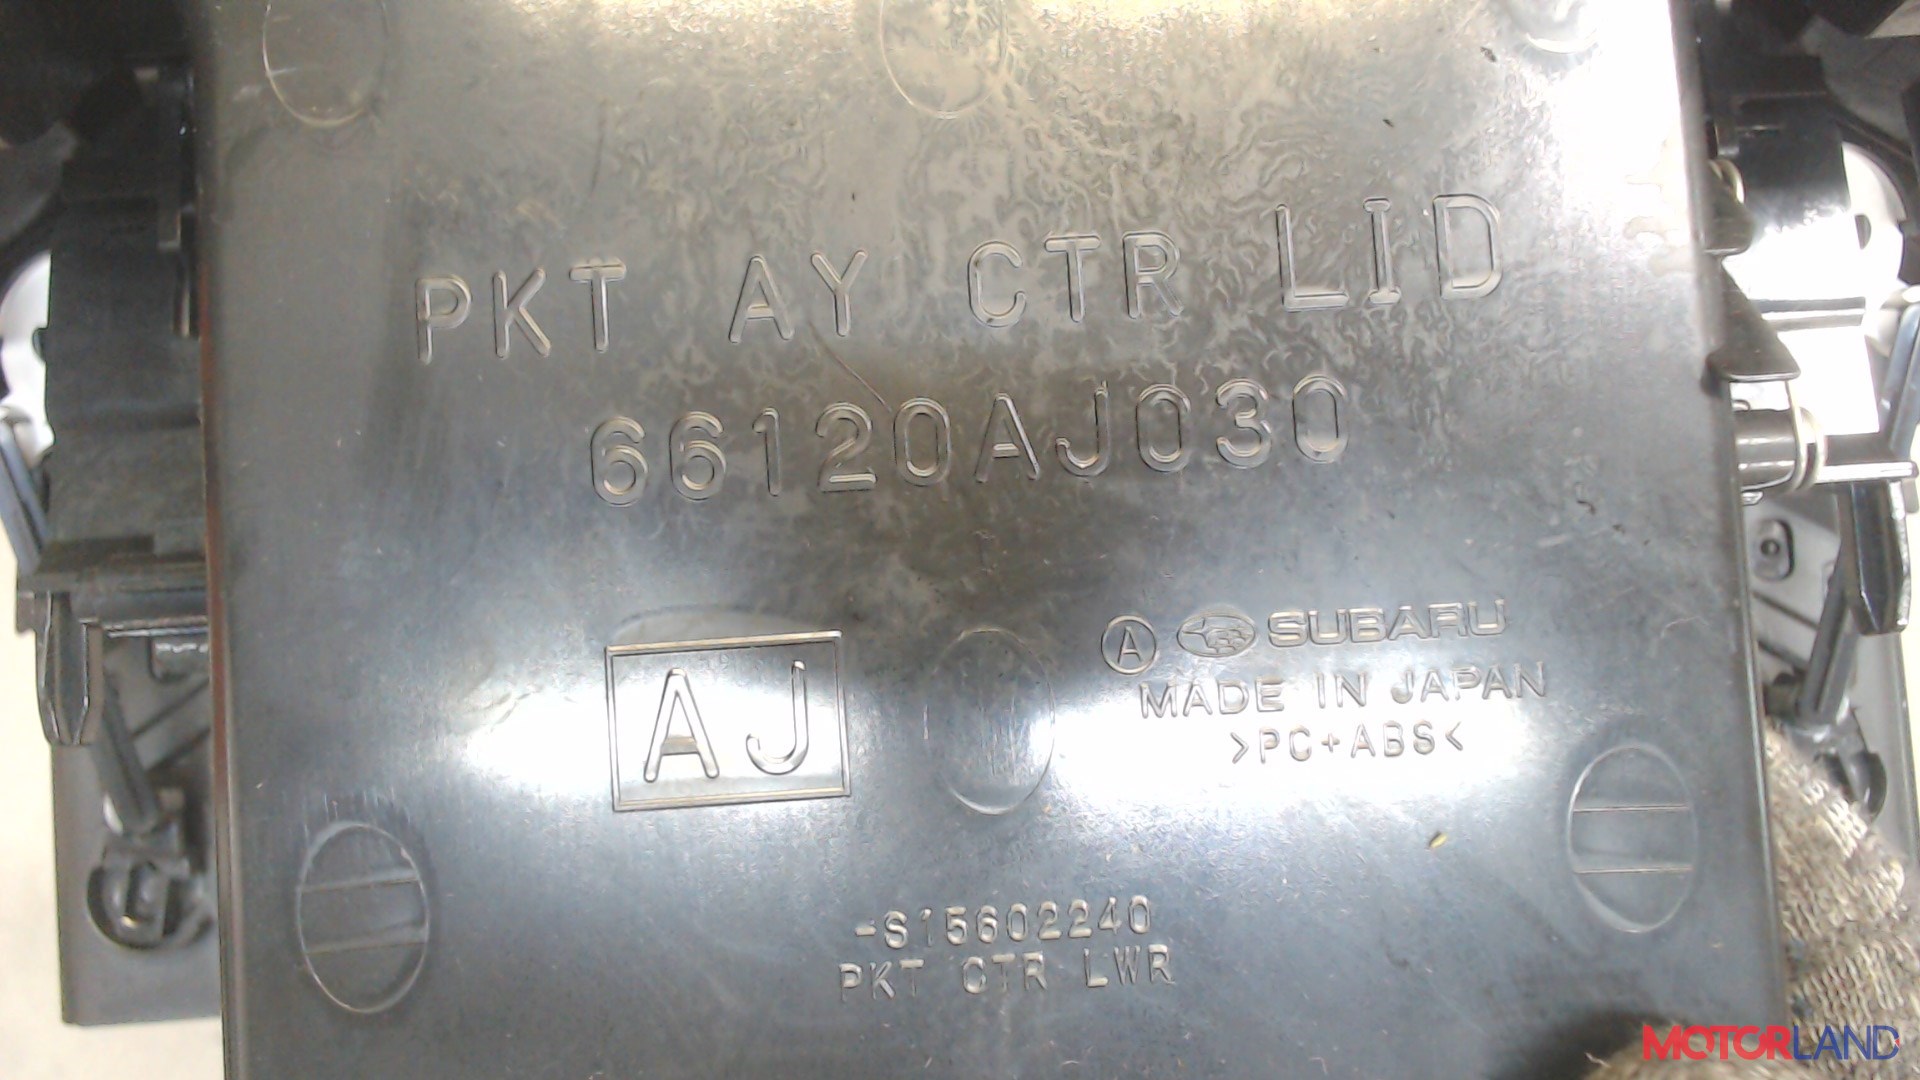 PKT AY CTR LID
66120AJ030
AJ
A SUBARU
MADE IN JAPAN
>PC+ABS<
-S15602240
PKT CTR LWR
MOTORLAND